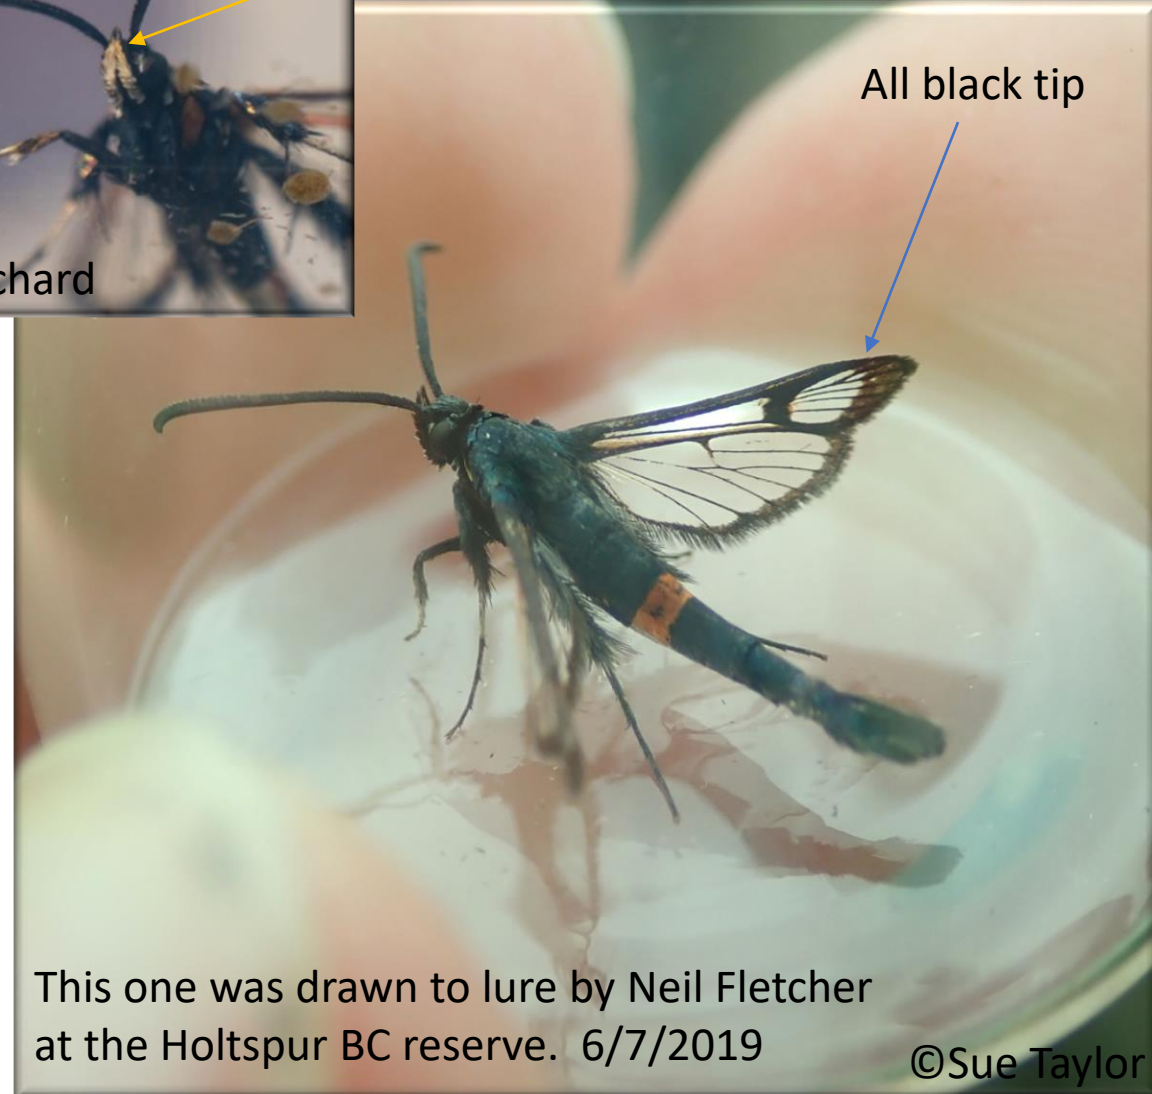 All black tip
chard
This one was drawn to lure by Neil Fletcher
at the Holtspur BC reserve.  6/7/2019
©Sue Taylor